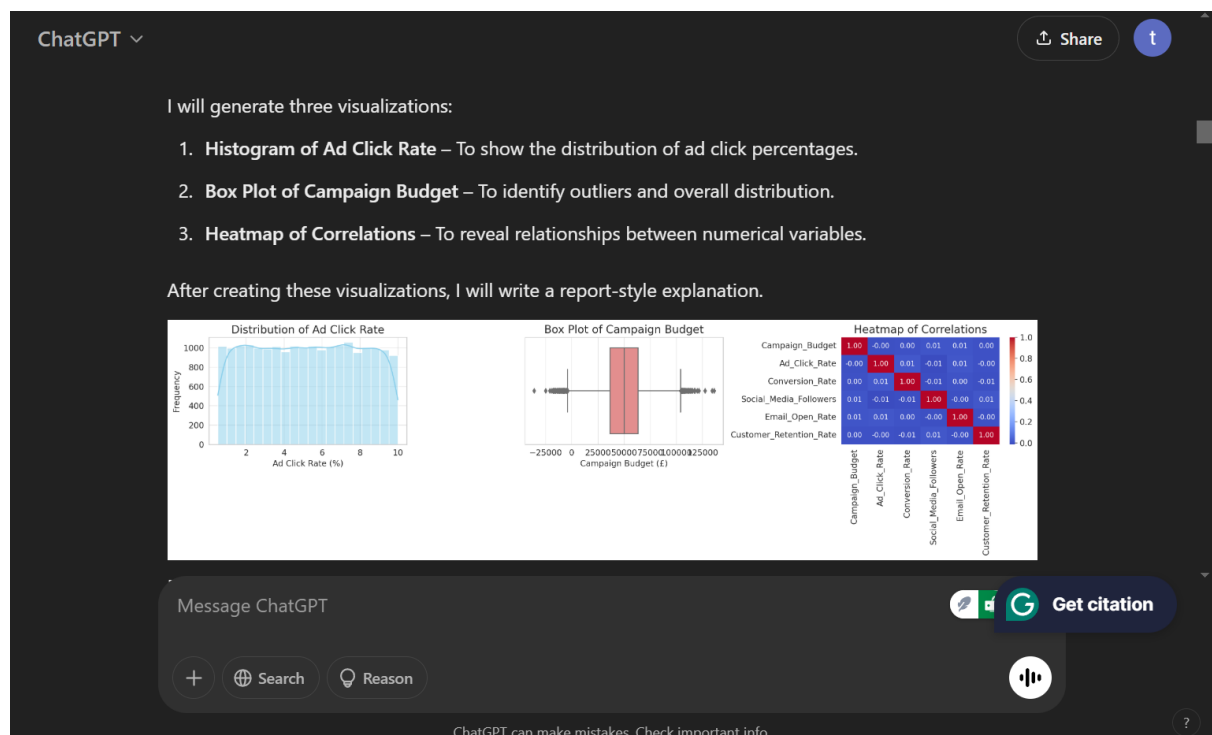 ChatGPT
Share
t
I will generate three visualizations:
1. Histogram of Ad Click Rate – To show the distribution of ad click percentages.
2. Box Plot of Campaign Budget – To identify outliers and overall distribution.
3. Heatmap of Correlations – To reveal relationships between numerical variables.
After creating these visualizations, I will write a report-style explanation.
Distribution of Ad Click Rate
1000
800
600
400
200
0
Frequency
2 4 6 8 10
Ad Click Rate (%)
Box Plot of Campaign Budget
−25000 0 25000 50000 75000 100000 125000
Campaign Budget (£)
Heatmap of Correlations
Campaign_Budget 1.00 -0.00 0.00 0.01 0.01 0.00
Ad_Click_Rate -0.00 1.00 0.01 -0.01 0.01 -0.00
Conversion_Rate 0.00 0.01 1.00 -0.01 0.00 -0.01
Social_Media_Followers 0.01 -0.01 -0.01 1.00 -0.00 0.01
Email_Open_Rate 0.01 0.01 0.00 -0.00 1.00 -0.00
Customer_Retention_Rate 0.00 -0.00 -0.01 0.01 -0.00 1.00
Campaign_Budget
Ad_Click_Rate
Conversion_Rate
Social_Media_Followers
Email_Open_Rate
Customer_Retention_Rate
1.0
0.8
0.6
0.4
0.2
0.0
Message ChatGPT
G Get citation
Search
Reason
ChatGPT can make mistakes. Check important info.
?